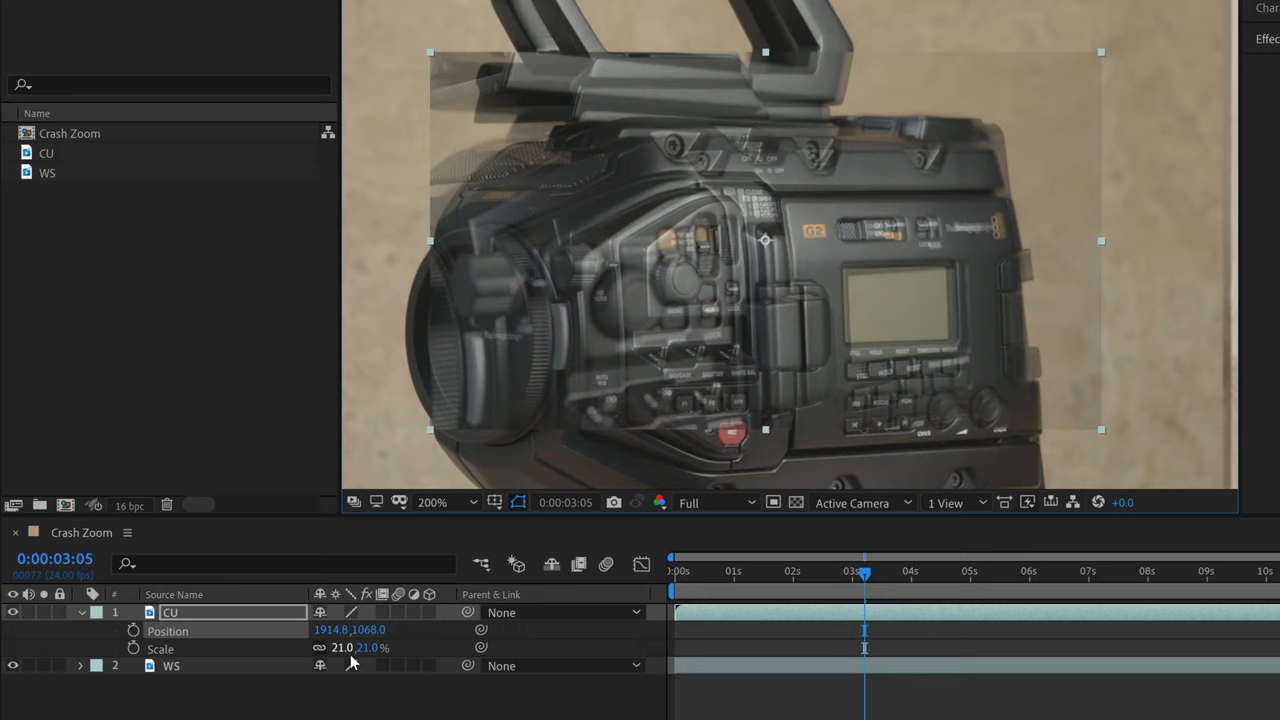 Char
Effec
Name
Crash Zoom
CU
WS
G2
16 bpc
200%
0:00:03:05
Full
Active Camera
1 View
+0.0
× Crash Zoom
0:00:03:05
00077 (24.00 fps)
# Source Name Parent & Link
:00s 01s 02s 03s 04s 05s 06s 07s 08s 09s 10s
1 CU None
Position 1914.8,1068.0
Scale 21.0,21.0 %
2 WS None